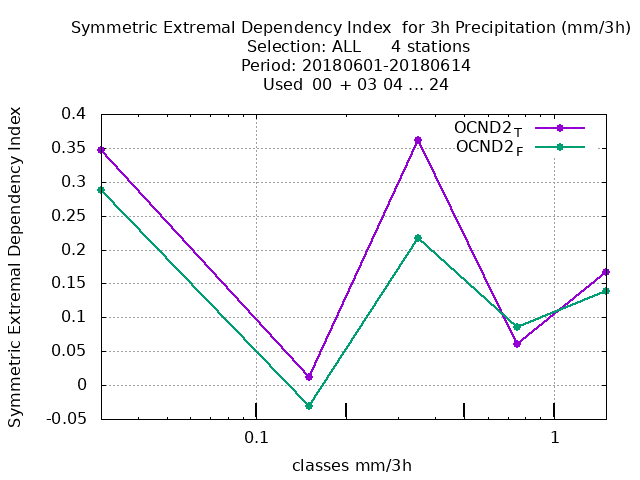 Symmetric Extremal Dependency Index  for 3h Precipitation (mm/3h)
Selection: ALL      4 stations
Period: 20180601-20180614
Used  00  + 03 04 ... 24
Symmetric Extremal Dependency Index
0.4
0.35
0.3
0.25
0.2
0.15
0.1
0.05
0
-0.05
OCND2T
OCND2F
0.1
1
classes mm/3h